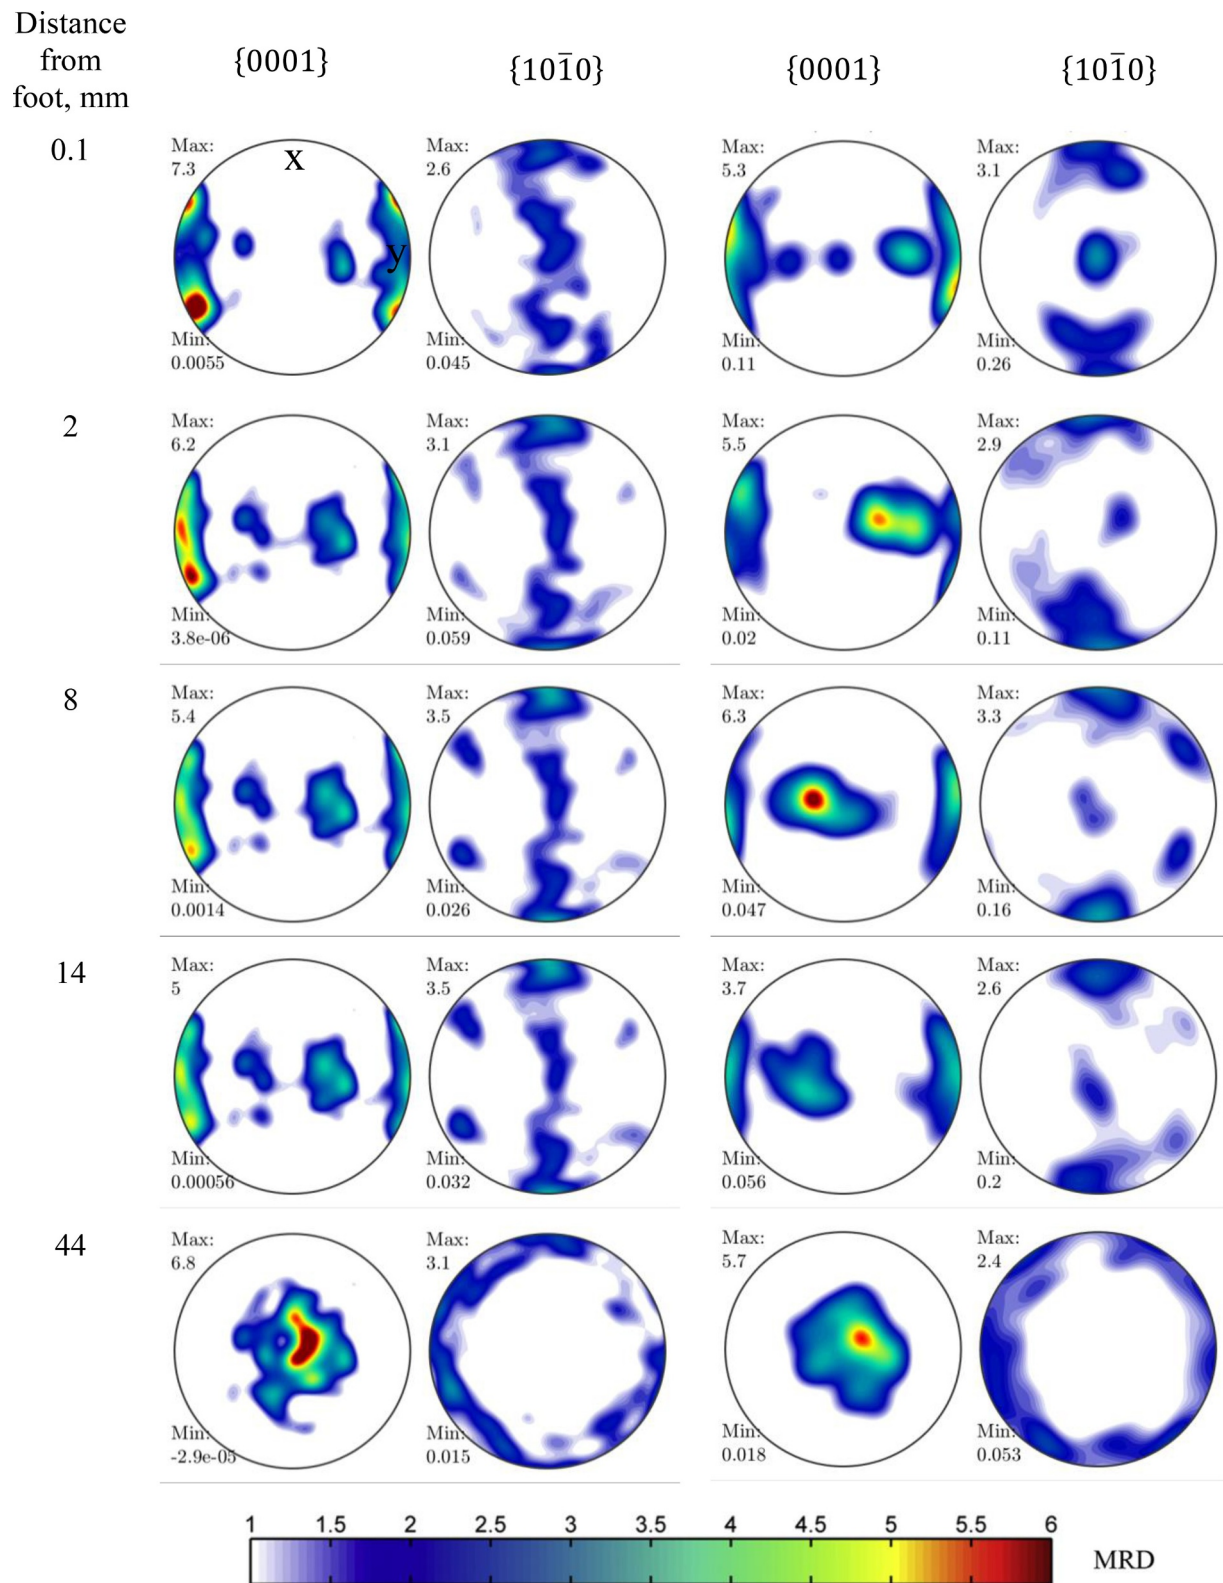 Distance
from
foot, mm
{0001}
{101̅0}
{0001}
{101̅0}
0.1
Max:
7.3
x
y
Min:
0.0055
Max:
2.6
Min:
0.045
Max:
5.3
Min:
0.11
Max:
3.1
Min:
0.26
2
Max:
6.2
Min:
3.8e-06
Max:
3.1
Min:
0.059
Max:
5.5
Min:
0.02
Max:
2.9
Min:
0.11
8
Max:
5.4
Min:
0.0014
Max:
3.5
Min:
0.026
Max:
6.3
Min:
0.047
Max:
3.3
Min:
0.16
14
Max:
5
Min:
0.00056
Max:
3.5
Min:
0.032
Max:
3.7
Min:
0.056
Max:
2.6
Min:
0.2
44
Max:
6.8
Min:
-2.9e-05
Max:
3.1
Min:
0.015
Max:
5.7
Min:
0.018
Max:
2.4
Min:
0.053
1 1.5 2 2.5 3 3.5 4 4.5 5 5.5 6
MRD